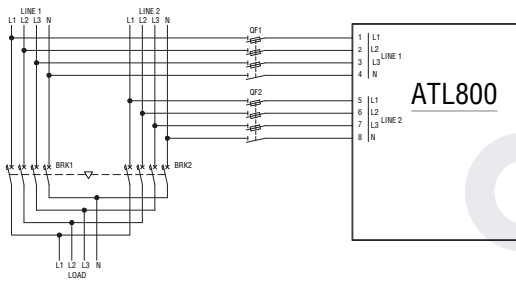 LINE 1 LINE 2
L1 L2 L3 N L1 L2 L3 N
QF1
1 L1
2 L2
3 L3
4 N
LINE 1
QF2
5 L1
6 L2
7 L3
8 N
LINE 2
ATL800
BRK1 BRK2
L1 L2 L3 N
LOAD